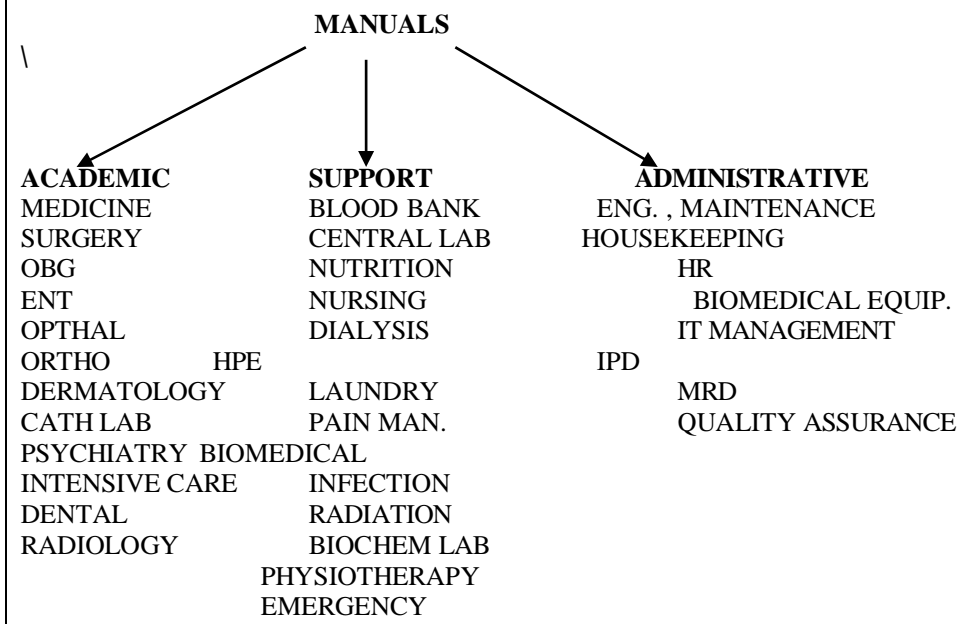 MANUALS
\
ACADEMIC SUPPORT ADMINISTRATIVE
MEDICINE BLOOD BANK ENG. , MAINTENANCE
SURGERY CENTRAL LAB HOUSEKEEPING
OBG NUTRITION HR
ENT NURSING BIOMEDICAL EQUIP.
OPTHAL DIALYSIS IT MANAGEMENT
ORTHO HPE IPD
DERMATOLOGY LAUNDRY MRD
CATH LAB PAIN MAN. QUALITY ASSURANCE
PSYCHIATRY BIOMEDICAL
INTENSIVE CARE INFECTION
DENTAL RADIATION
RADIOLOGY BIOCHEM LAB
PHYSIOTHERAPY
EMERGENCY